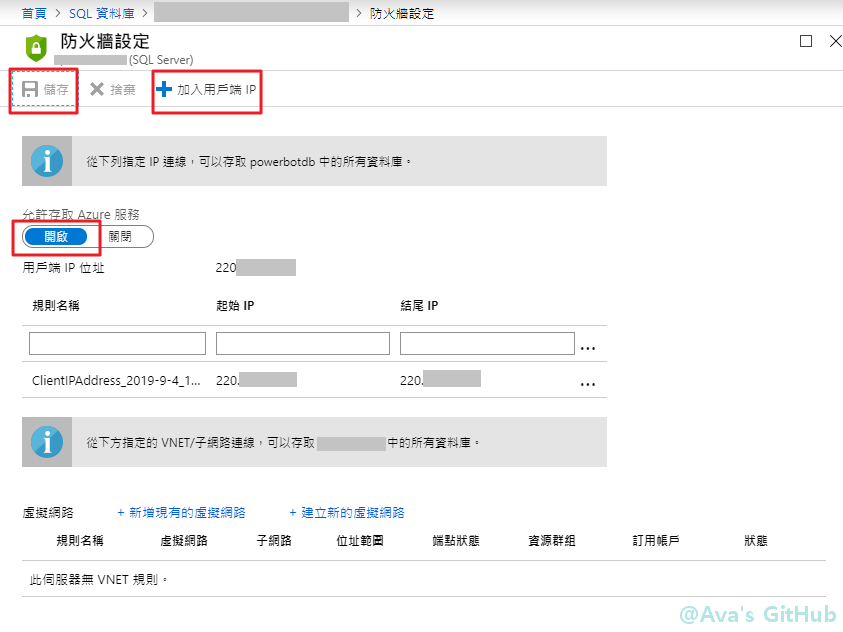 首頁 > SQL 資料庫 > > 防火牆設定
防火牆設定
(SQL Server)
儲存 捨棄 加入用戶端 IP
從下列指定 IP 連線，可以存取 powerbotdb 中的所有資料庫。
允許存取 Azure 服務
開啟 關閉
用戶端 IP 位址 220
規則名稱 起始 IP 結尾 IP
...
ClientIPAddress_2019-9-4_1... 220. 220. ...
從下方指定的 VNET/子網路連線，可以存取 中的所有資料庫。
虛擬網路 + 新增現有的虛擬網路 + 建立新的虛擬網路
規則名稱 虛擬網路 子網路 位址範圍 端點狀態 資源群組 訂用帳戶 狀態
此伺服器無 VNET 規則。
@Ava's GitHub